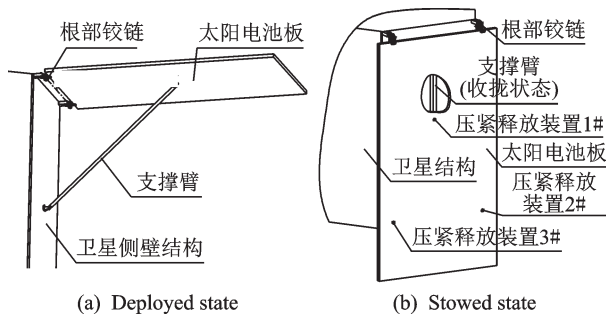 根部铰链
太阳电池板
支撑臂
卫星侧壁结构
(a) Deployed state
根部铰链
支撑臂
(收拢状态)
压紧释放装置1#
太阳电池板
卫星结构
压紧释放
装置2#
压紧释放装置3#
(b) Stowed state